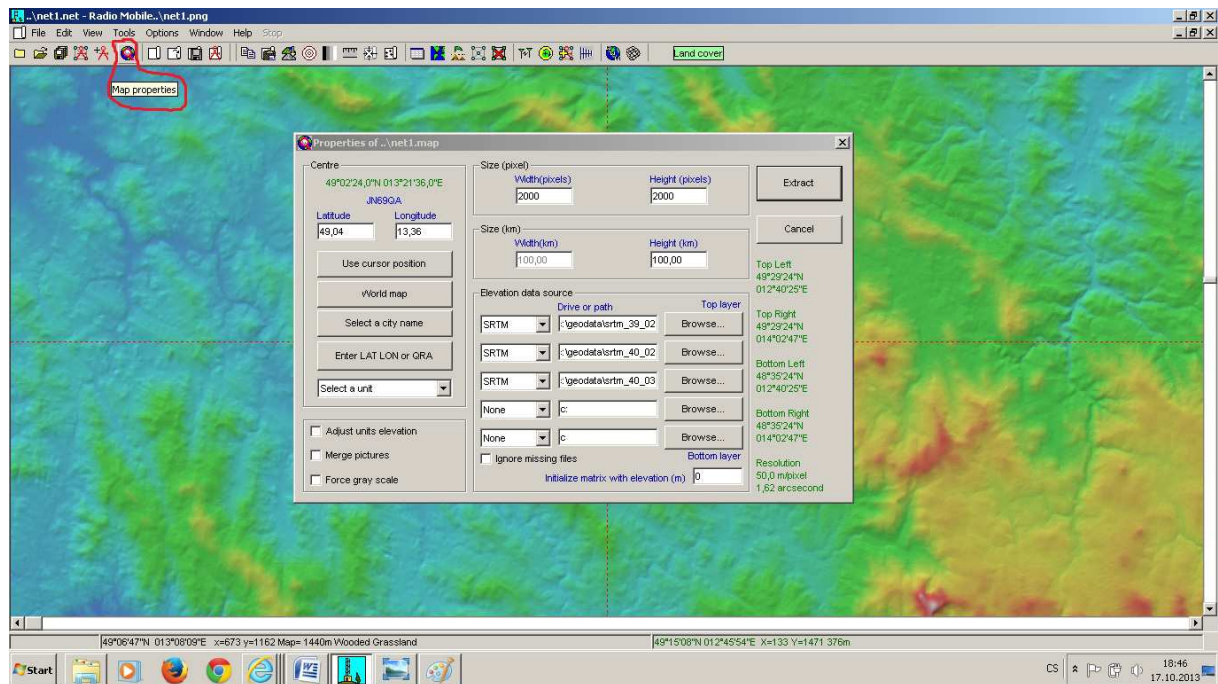 ..\net1.net - Radio Mobile..\net1.png
File Edit View Tools Options Window Help Stop
Land cover
Map properties
Properties of ..\net1.map
Centre
49°02'24,0"N 013°21'36,0"E
JN69QA
Latitude Longitude
49,04 13,36
Use cursor position
World map
Select a city name
Enter LAT LON or QRA
Select a unit
Adjust units elevation
Merge pictures
Force gray scale
Size (pixel)
Width(pixels) Height (pixels)
2000 2000
Size (km)
Width(km) Height (km)
100,00 100,00
Elevation data source
Drive or path Top layer
SRTM :\geodata\srtm_39_02 Browse...
SRTM :\geodata\srtm_40_02 Browse...
SRTM :\geodata\srtm_40_03 Browse...
None c: Browse...
None c Browse...
Ignore missing files Bottom layer
Initialize matrix with elevation (m) 0
Extract
Cancel
Top Left
49°29'24"N
012°40'25"E
Top Right
49°29'24"N
014°02'47"E
Bottom Left
48°35'24"N
012°40'25"E
Bottom Right
48°35'24"N
014°02'47"E
Resolution
50,0 m/pixel
1,62 arcsecond
49°06'47"N 013°08'09"E x=673 y=1162 Map= 1440m Wooded Grassland
49°15'08"N 012°45'54"E X=133 Y=1471 376m
Start
CS
18:46
17.10.2013